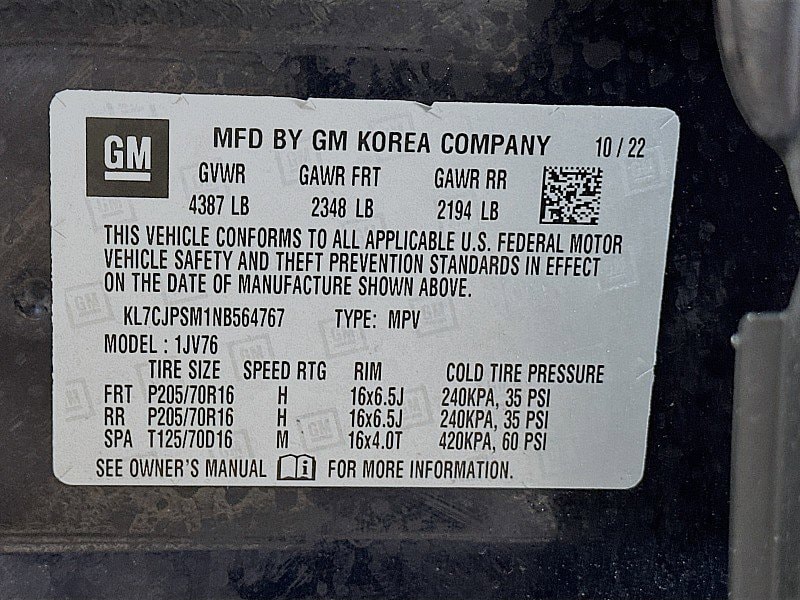 GM MFD BY GM KOREA COMPANY 10 / 22
GVWR GAWR FRT GAWR RR
4387 LB 2348 LB 2194 LB
THIS VEHICLE CONFORMS TO ALL APPLICABLE U.S. FEDERAL MOTOR
VEHICLE SAFETY AND THEFT PREVENTION STANDARDS IN EFFECT
ON THE DATE OF MANUFACTURE SHOWN ABOVE.
KL7CJPSM1NB564767 TYPE: MPV
MODEL : 1JV76
TIRE SIZE SPEED RTG RIM COLD TIRE PRESSURE
FRT P205/70R16 H 16x6.5J 240KPA, 35 PSI
RR P205/70R16 H 16x6.5J 240KPA, 35 PSI
SPA T125/70D16 M 16x4.0T 420KPA, 60 PSI
SEE OWNER'S MANUAL FOR MORE INFORMATION.